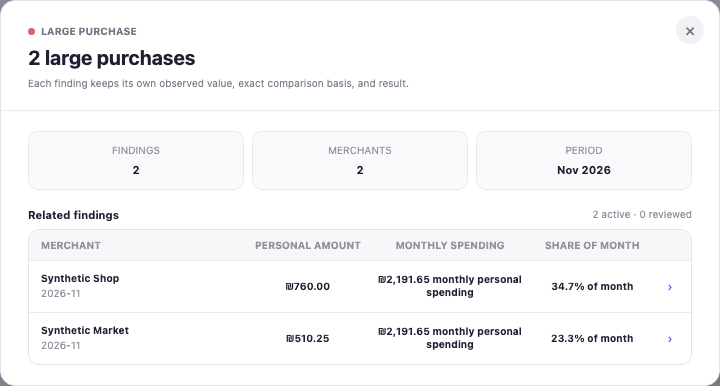 LARGE PURCHASE
2 large purchases
Each finding keeps its own observed value, exact comparison basis, and result.
FINDINGS
2
MERCHANTS
2
PERIOD
Nov 2026
Related findings
2 active · 0 reviewed
MERCHANT PERSONAL AMOUNT MONTHLY SPENDING SHARE OF MONTH
Synthetic Shop
2026-11
₪760.00
₪2,191.65 monthly personal
spending
34.7% of month
Synthetic Market
2026-11
₪510.25
₪2,191.65 monthly personal
spending
23.3% of month